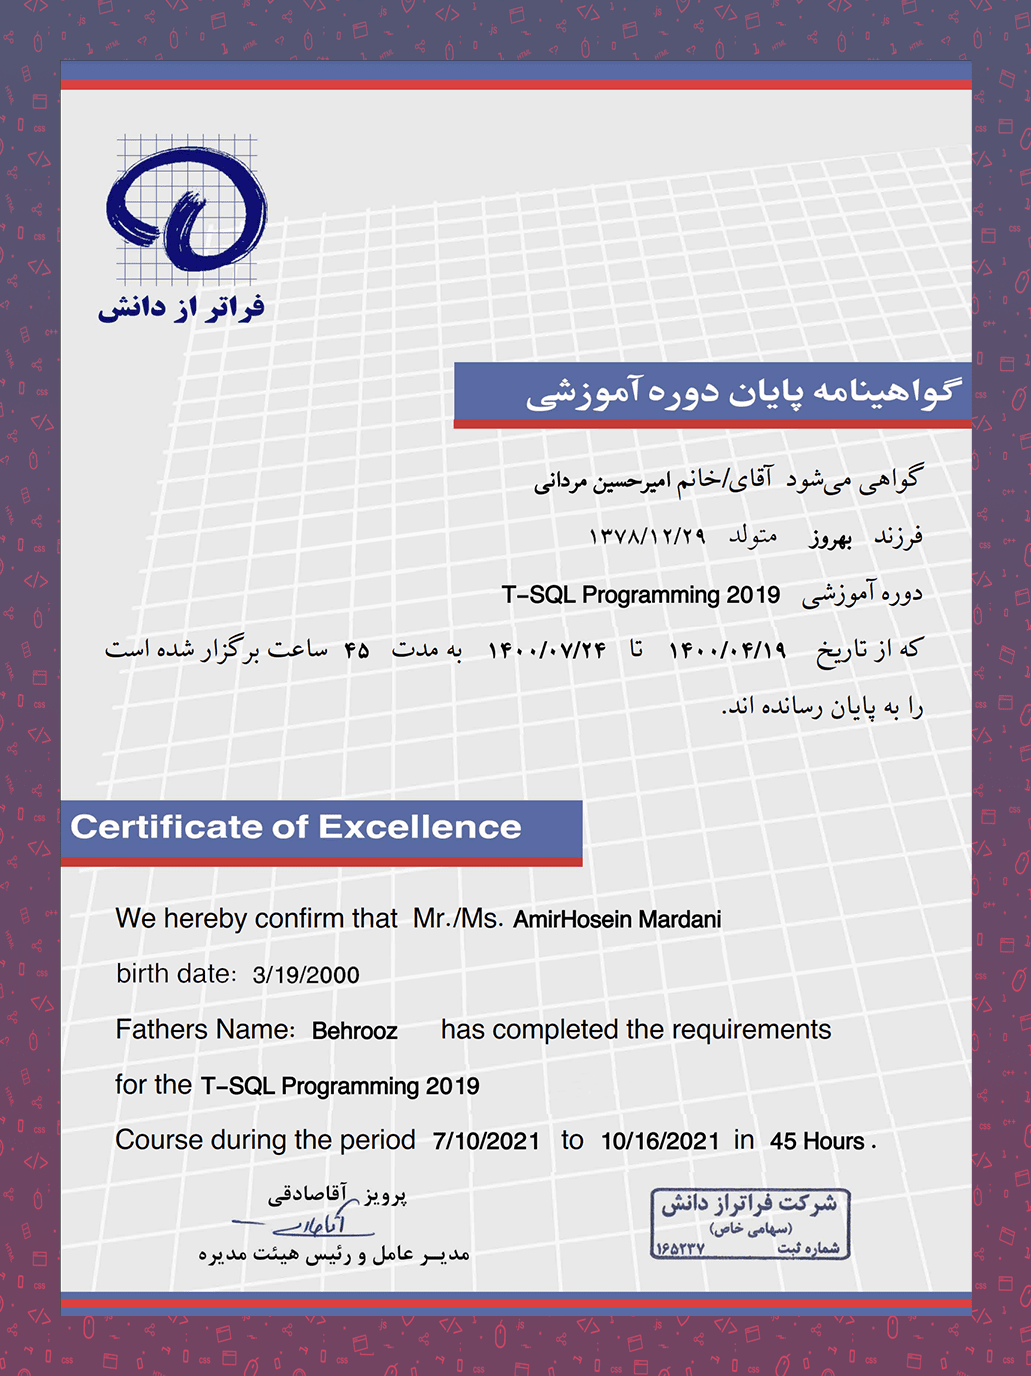 فراتر از دانش
گواهینامه پایان دوره آموزشی
گواهی می‌شود آقای/خانم امیرحسین مردانی
فرزند بهروز متولد ۱۳۷۸/۱۲/۲۹
دوره آموزشی T-SQL Programming 2019
که از تاریخ ۱۴۰۰/۰۴/۱۹ تا ۱۴۰۰/۰۷/۲۴ به مدت ۴۵ ساعت برگزار شده است
را به پایان رسانده اند.
Certificate of Excellence
We hereby confirm that Mr./Ms. AmirHosein Mardani
birth date: 3/19/2000
Fathers Name: Behrooz has completed the requirements
for the T-SQL Programming 2019
Course during the period 7/10/2021 to 10/16/2021 in 45 Hours .
پرویز آقاصادقی
مدیر عامل و رئیس هیئت مدیره
شرکت فراتراز دانش
(سهامی خاص)
شماره ثبت ۱۶۵۲۳۷